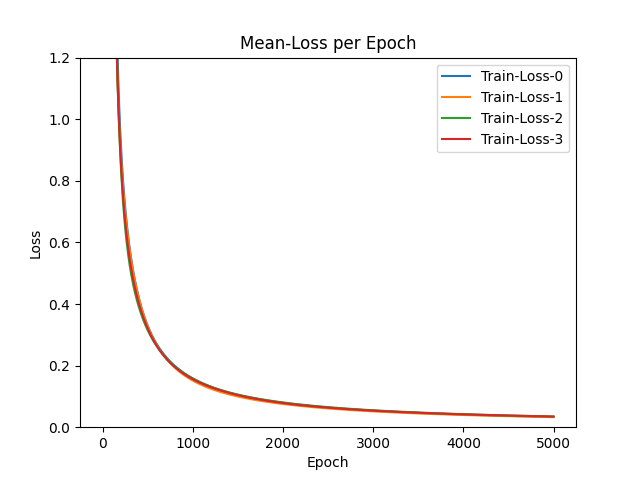 Mean-Loss per Epoch
Train-Loss-0
Train-Loss-1
Train-Loss-2
Train-Loss-3
Loss
1.2
1.0
0.8
0.6
0.4
0.2
0.0
0 1000 2000 3000 4000 5000
Epoch